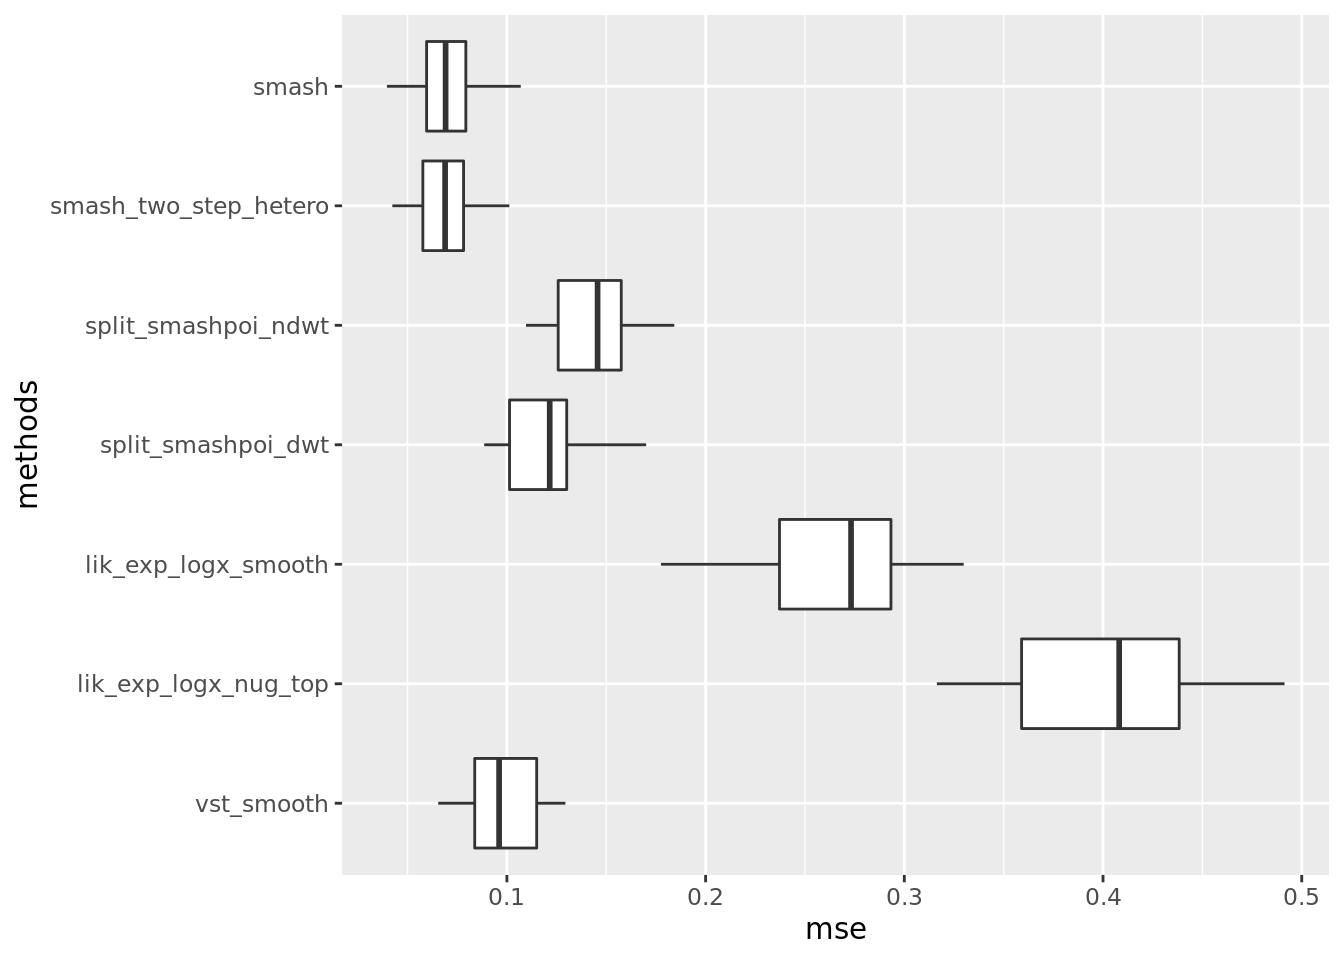 smash
smash_two_step_hetero
split_smashpoi_ndwt
split_smashpoi_dwt
lik_exp_logx_smooth
lik_exp_logx_nug_top
vst_smooth
methods
0.1 0.2 0.3 0.4 0.5
mse